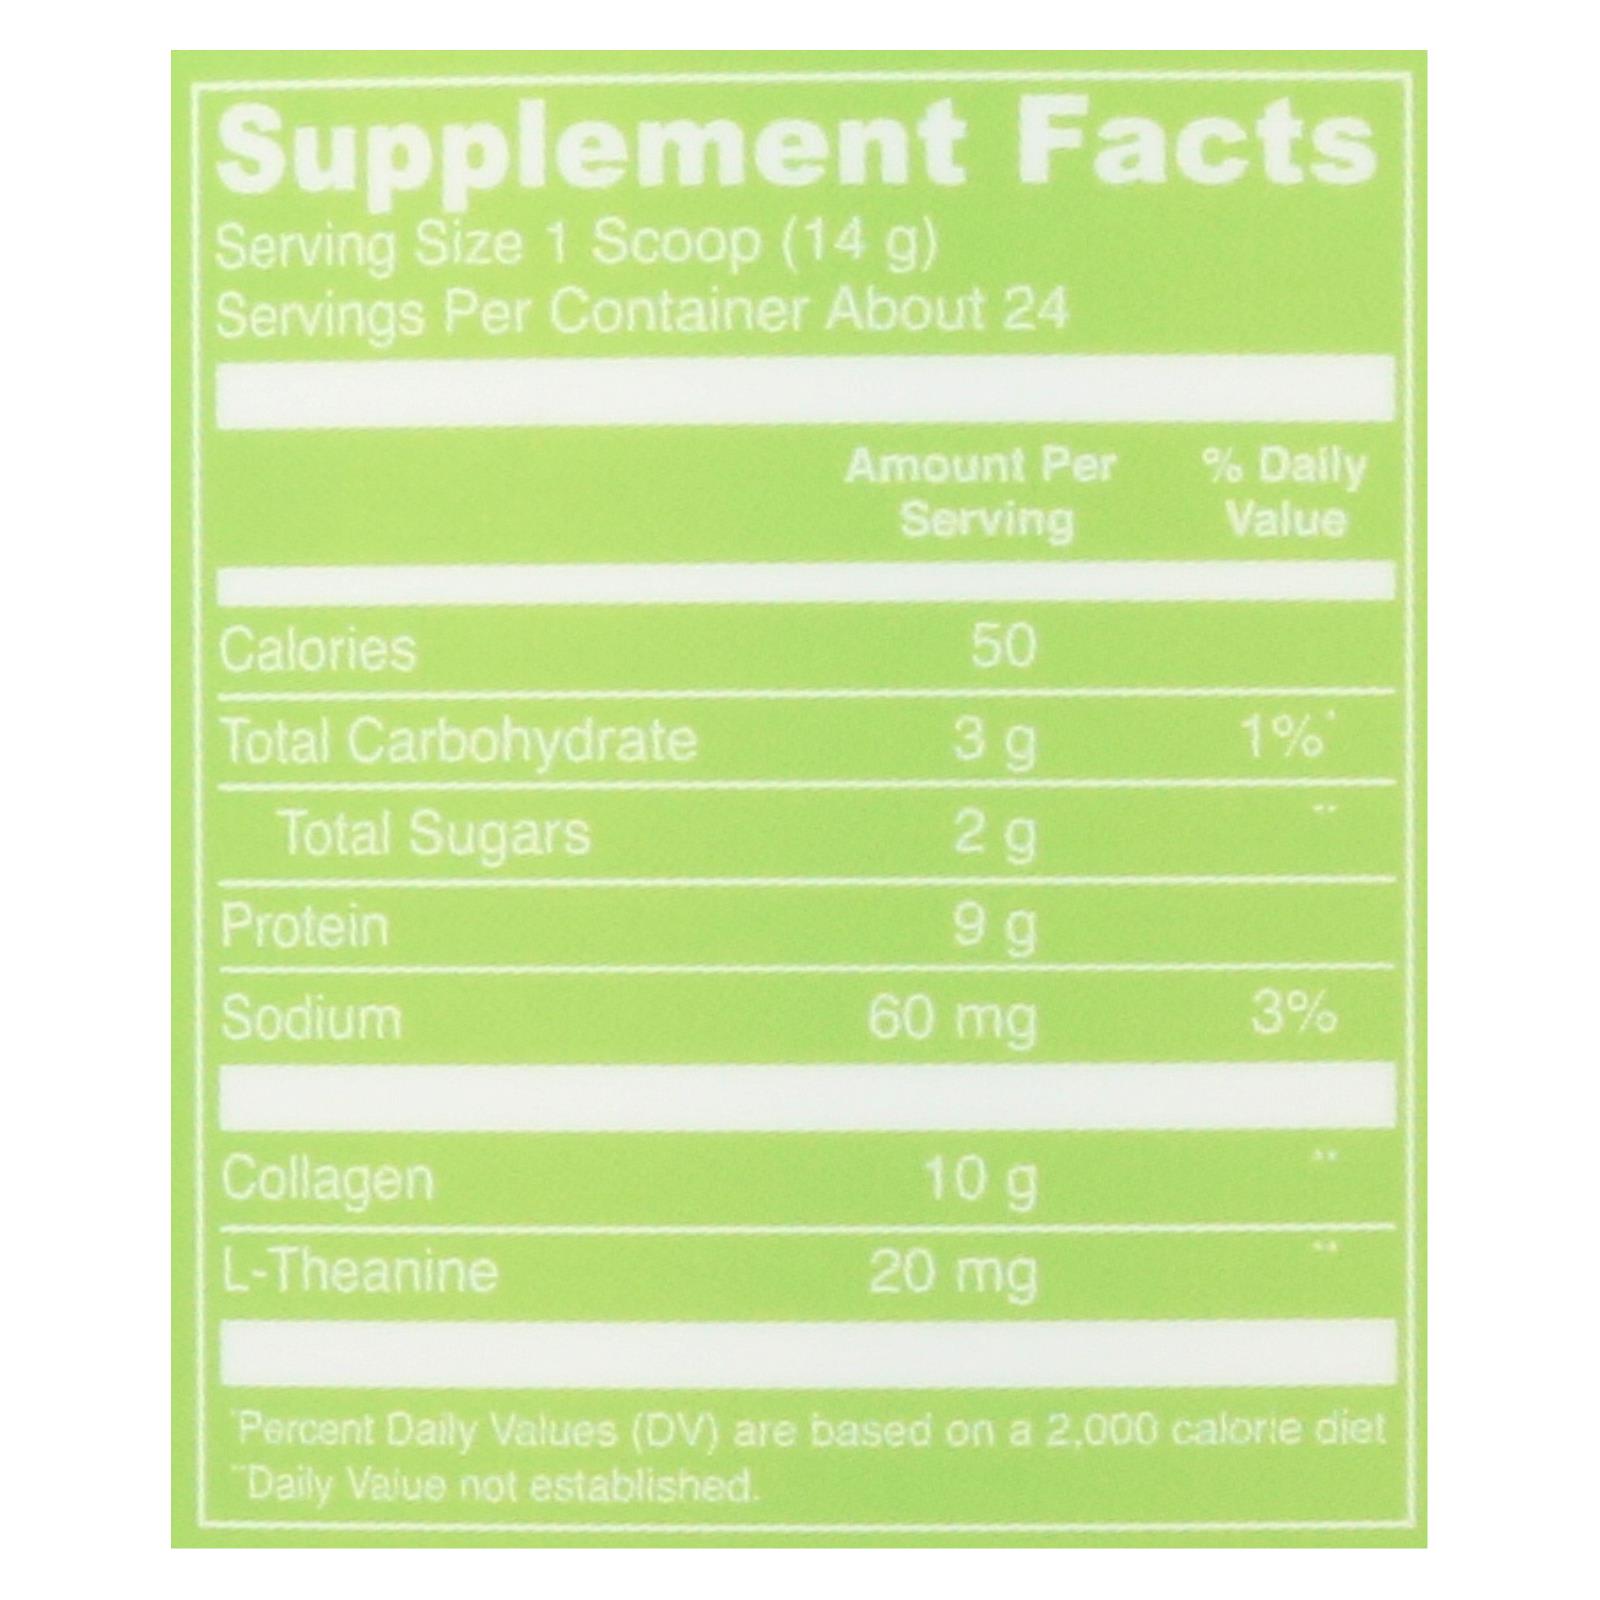 Supplement Facts
Serving Size 1 Scoop (14 g)
Servings Per Container About 24
Amount Per % Daily
Serving Value
Calories 50
Total Carbohydrate 3 g 1%*
Total Sugars 2 g **
Protein 9 g
Sodium 60 mg 3%
Collagen 10 g **
L-Theanine 20 mg **
*Percent Daily Values (DV) are based on a 2,000 calorie diet
**Daily Value not established.